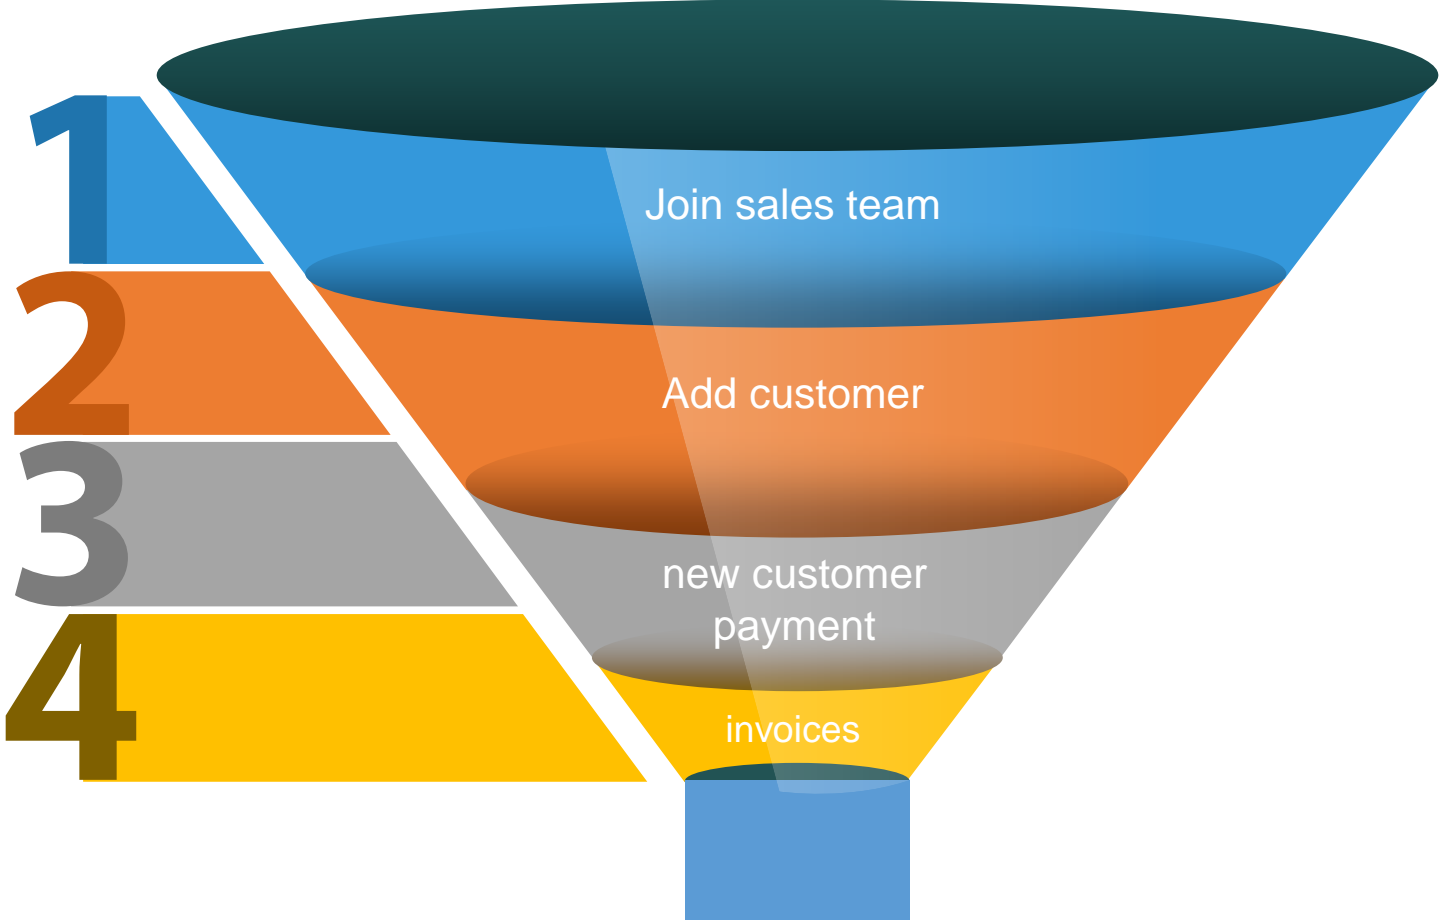 1
Join sales team
2
Add customer
3
new customer
payment
4
invoices